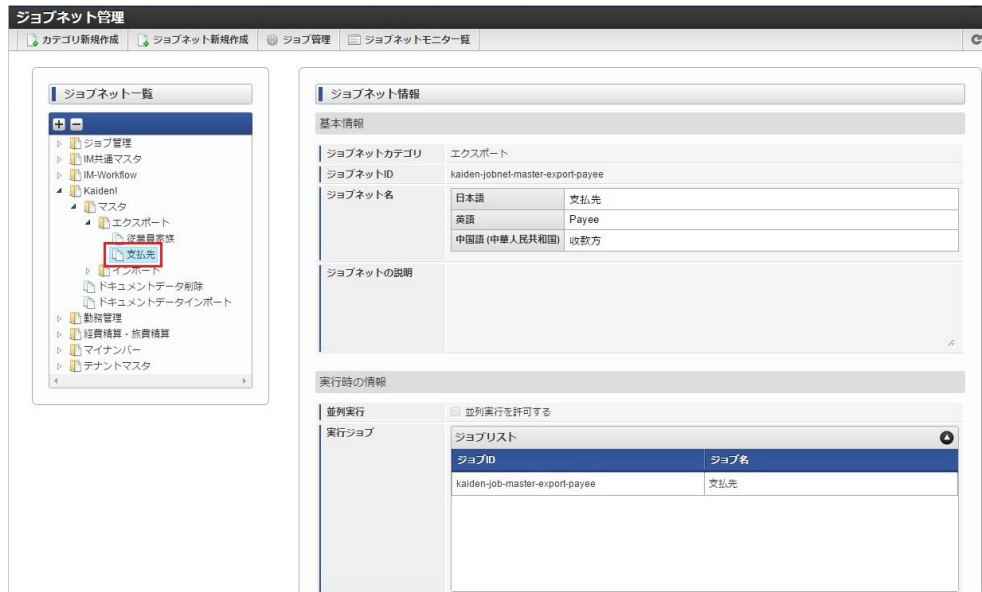 ジョブネット管理
カテゴリ新規作成 ジョブネット新規作成 ジョブ管理 ジョブネットモニター覧
ジョブネット一覧
ジョブ管理
IM共通マスタ
IM-Workflow
Kaiden!
マスタ
エクスポート
従業員家族
支払先
インポート
ドキュメントデータ削除
ドキュメントデータインポート
勤務管理
経費精算・旅費精算
マイナンバー
テナントマスタ
ジョブネット情報
基本情報
ジョブネットカテゴリ エクスポート
ジョブネットID kaiden-jobnet-master-export-payee
ジョブネット名 日本語 支払先
英語 Payee
中国語 (中華人民共和国) 收款方
ジョブネットの説明
実行時の情報
並列実行 並列実行を許可する
実行ジョブ ジョブリスト
ジョブID ジョブ名
kaiden-job-master-export-payee 支払先